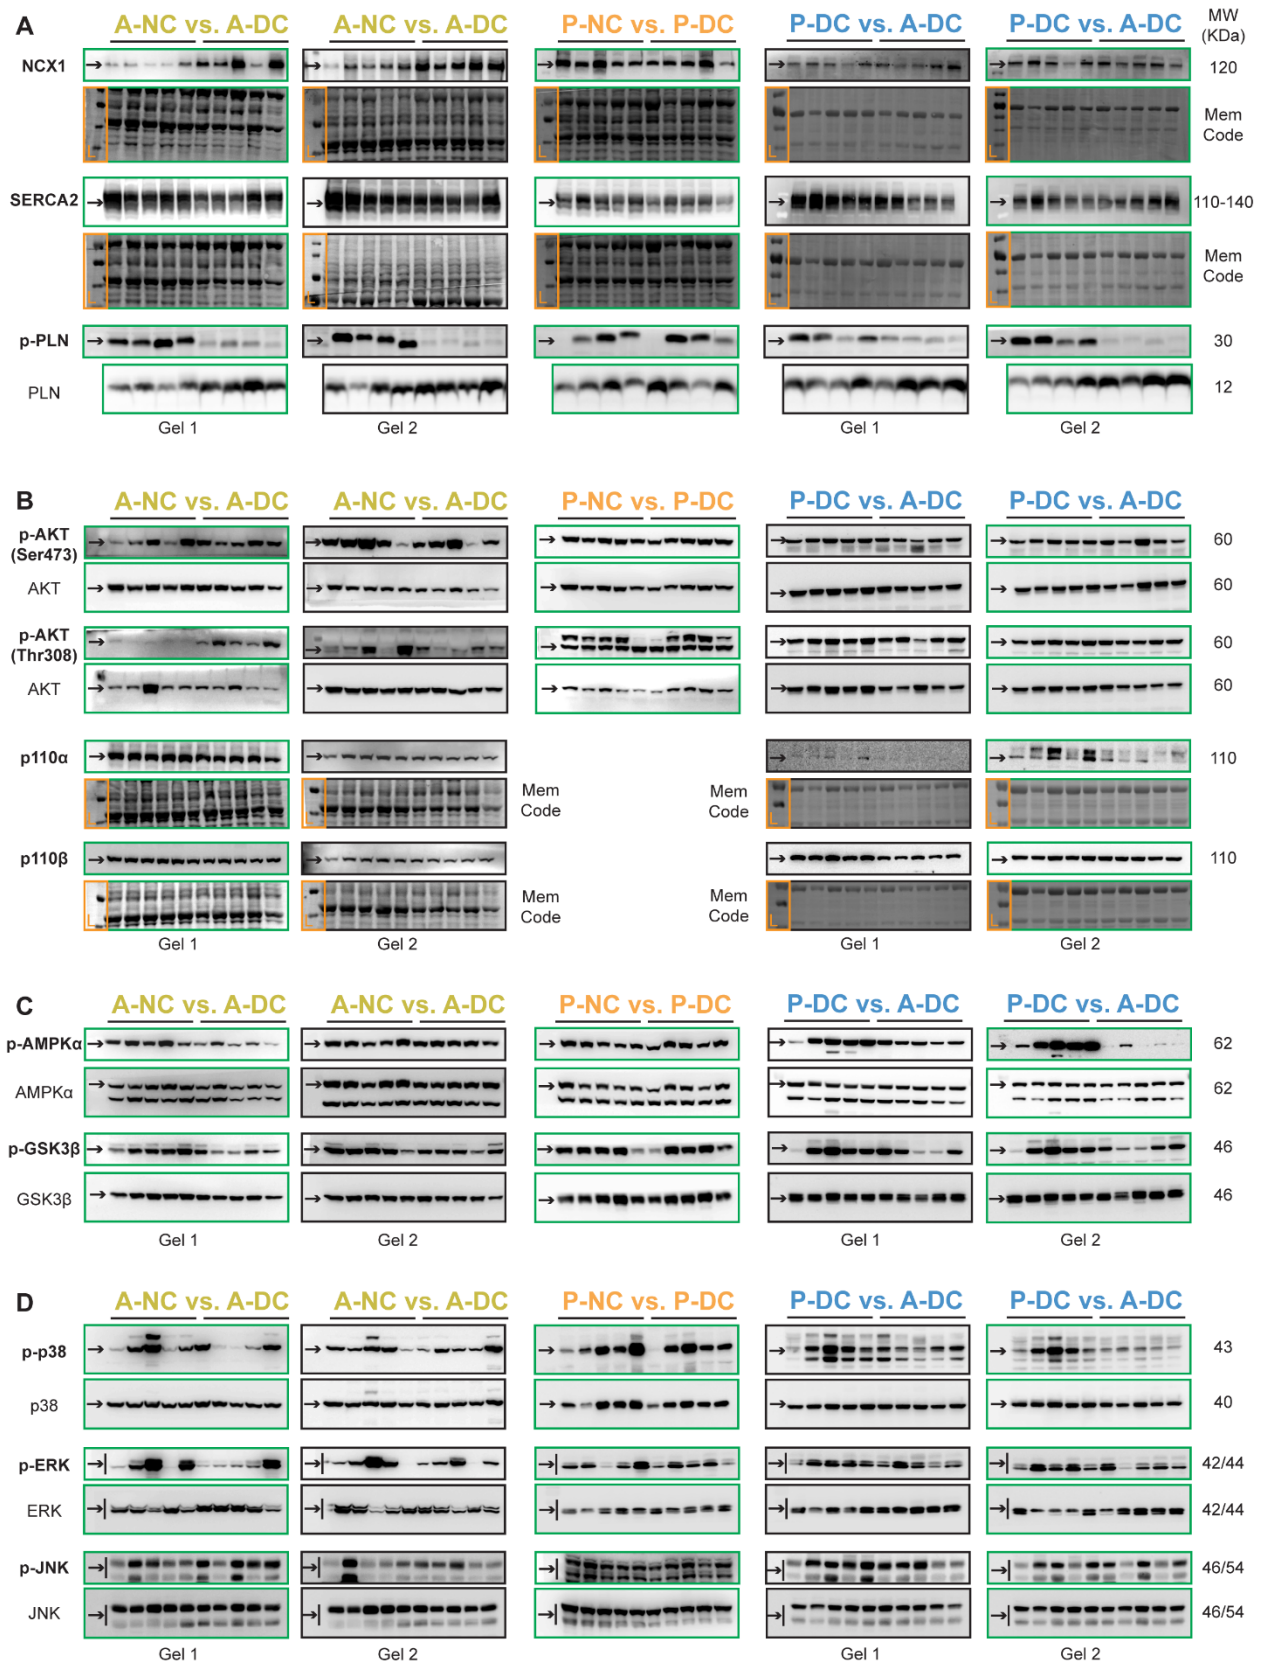 A
A-NC vs. A-DC
A-NC vs. A-DC
P-NC vs. P-DC
P-DC vs. A-DC
P-DC vs. A-DC
MW
(KDa)
NCX1
120
L
L
L
L
L
Mem
Code
SERCA2
110-140
L
L
L
L
L
Mem
Code
p-PLN
30
PLN
12
Gel 1
Gel 2
Gel 1
Gel 2
B
A-NC vs. A-DC
A-NC vs. A-DC
P-NC vs. P-DC
P-DC vs. A-DC
P-DC vs. A-DC
p-AKT
(Ser473)
60
AKT
60
p-AKT
(Thr308)
60
AKT
60
p110α
110
L
L
Mem
Code
Mem
Code
L
L
p110β
110
L
L
Mem
Code
Mem
Code
L
L
Gel 1
Gel 2
Gel 1
Gel 2
C
A-NC vs. A-DC
A-NC vs. A-DC
P-NC vs. P-DC
P-DC vs. A-DC
P-DC vs. A-DC
p-AMPKα
62
AMPKα
62
p-GSK3β
46
GSK3β
46
Gel 1
Gel 2
Gel 1
Gel 2
D
A-NC vs. A-DC
A-NC vs. A-DC
P-NC vs. P-DC
P-DC vs. A-DC
P-DC vs. A-DC
p-p38
43
p38
40
p-ERK
42/44
ERK
42/44
p-JNK
46/54
JNK
46/54
Gel 1
Gel 2
Gel 1
Gel 2